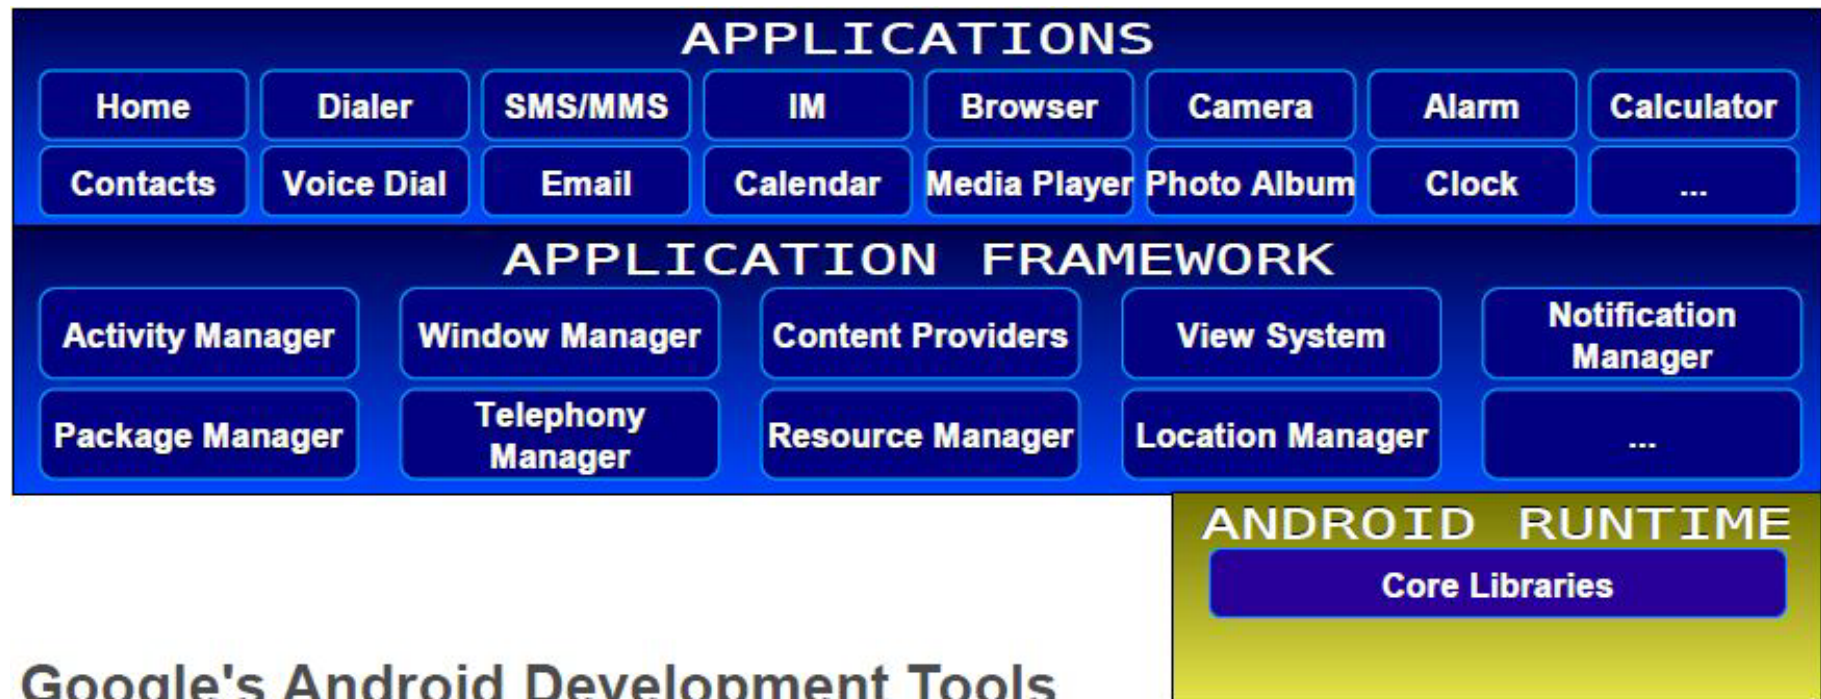 APPLICATIONS
Home Dialer SMS/MMS IM Browser Camera Alarm Calculator
Contacts Voice Dial Email Calendar Media Player Photo Album Clock ...
APPLICATION FRAMEWORK
Activity Manager Window Manager Content Providers View System Notification Manager
Package Manager Telephony Manager Resource Manager Location Manager ...
ANDROID RUNTIME
Core Libraries
Google's Android Development Tools